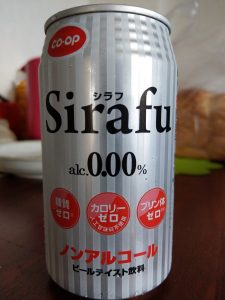 co·op
シラフ
Sirafu
alc.0.00%
糖質
ゼロ
カロリー
ゼロ
プリン体
ゼロ
ノンアルコール
ビールテイスト飲料